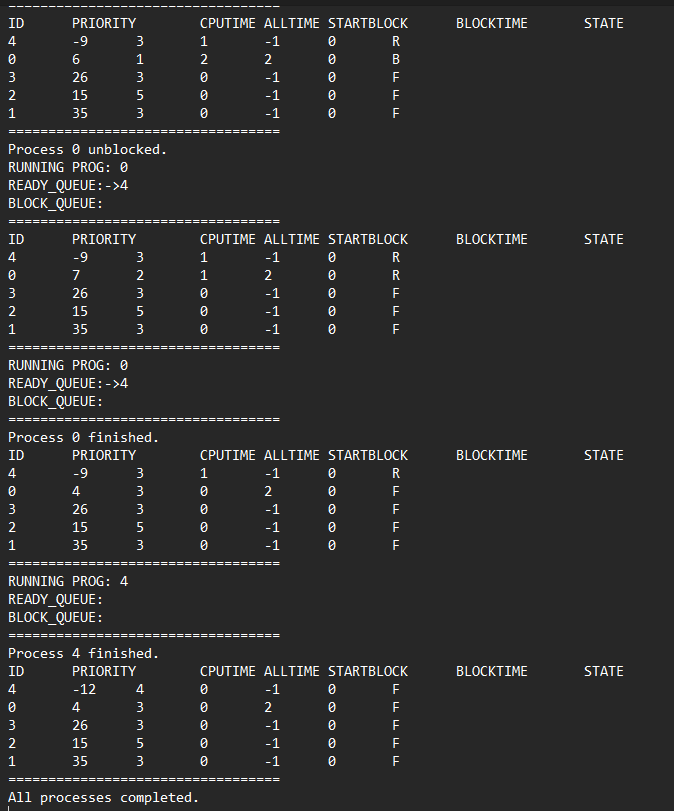 ==================================
ID      PRIORITY        CPUTIME ALLTIME STARTBLOCK      BLOCKTIME       STATE
4       -9      3       1       -1      0       R
0       6       1       2       2       0       B
3       26      3       0       -1      0       F
2       15      5       0       -1      0       F
1       35      3       0       -1      0       F
==================================
Process 0 unblocked.
RUNNING PROG: 0
READY_QUEUE:->4
BLOCK_QUEUE:
==================================
ID      PRIORITY        CPUTIME ALLTIME STARTBLOCK      BLOCKTIME       STATE
4       -9      3       1       -1      0       R
0       7       2       1       2       0       R
3       26      3       0       -1      0       F
2       15      5       0       -1      0       F
1       35      3       0       -1      0       F
==================================
RUNNING PROG: 0
READY_QUEUE:->4
BLOCK_QUEUE:
==================================
Process 0 finished.
ID      PRIORITY        CPUTIME ALLTIME STARTBLOCK      BLOCKTIME       STATE
4       -9      3       1       -1      0       R
0       4       3       0       2       0       F
3       26      3       0       -1      0       F
2       15      5       0       -1      0       F
1       35      3       0       -1      0       F
==================================
RUNNING PROG: 4
READY_QUEUE:
BLOCK_QUEUE:
==================================
Process 4 finished.
ID      PRIORITY        CPUTIME ALLTIME STARTBLOCK      BLOCKTIME       STATE
4       -12     4       0       -1      0       F
0       4       3       0       2       0       F
3       26      3       0       -1      0       F
2       15      5       0       -1      0       F
1       35      3       0       -1      0       F
==================================
All processes completed.